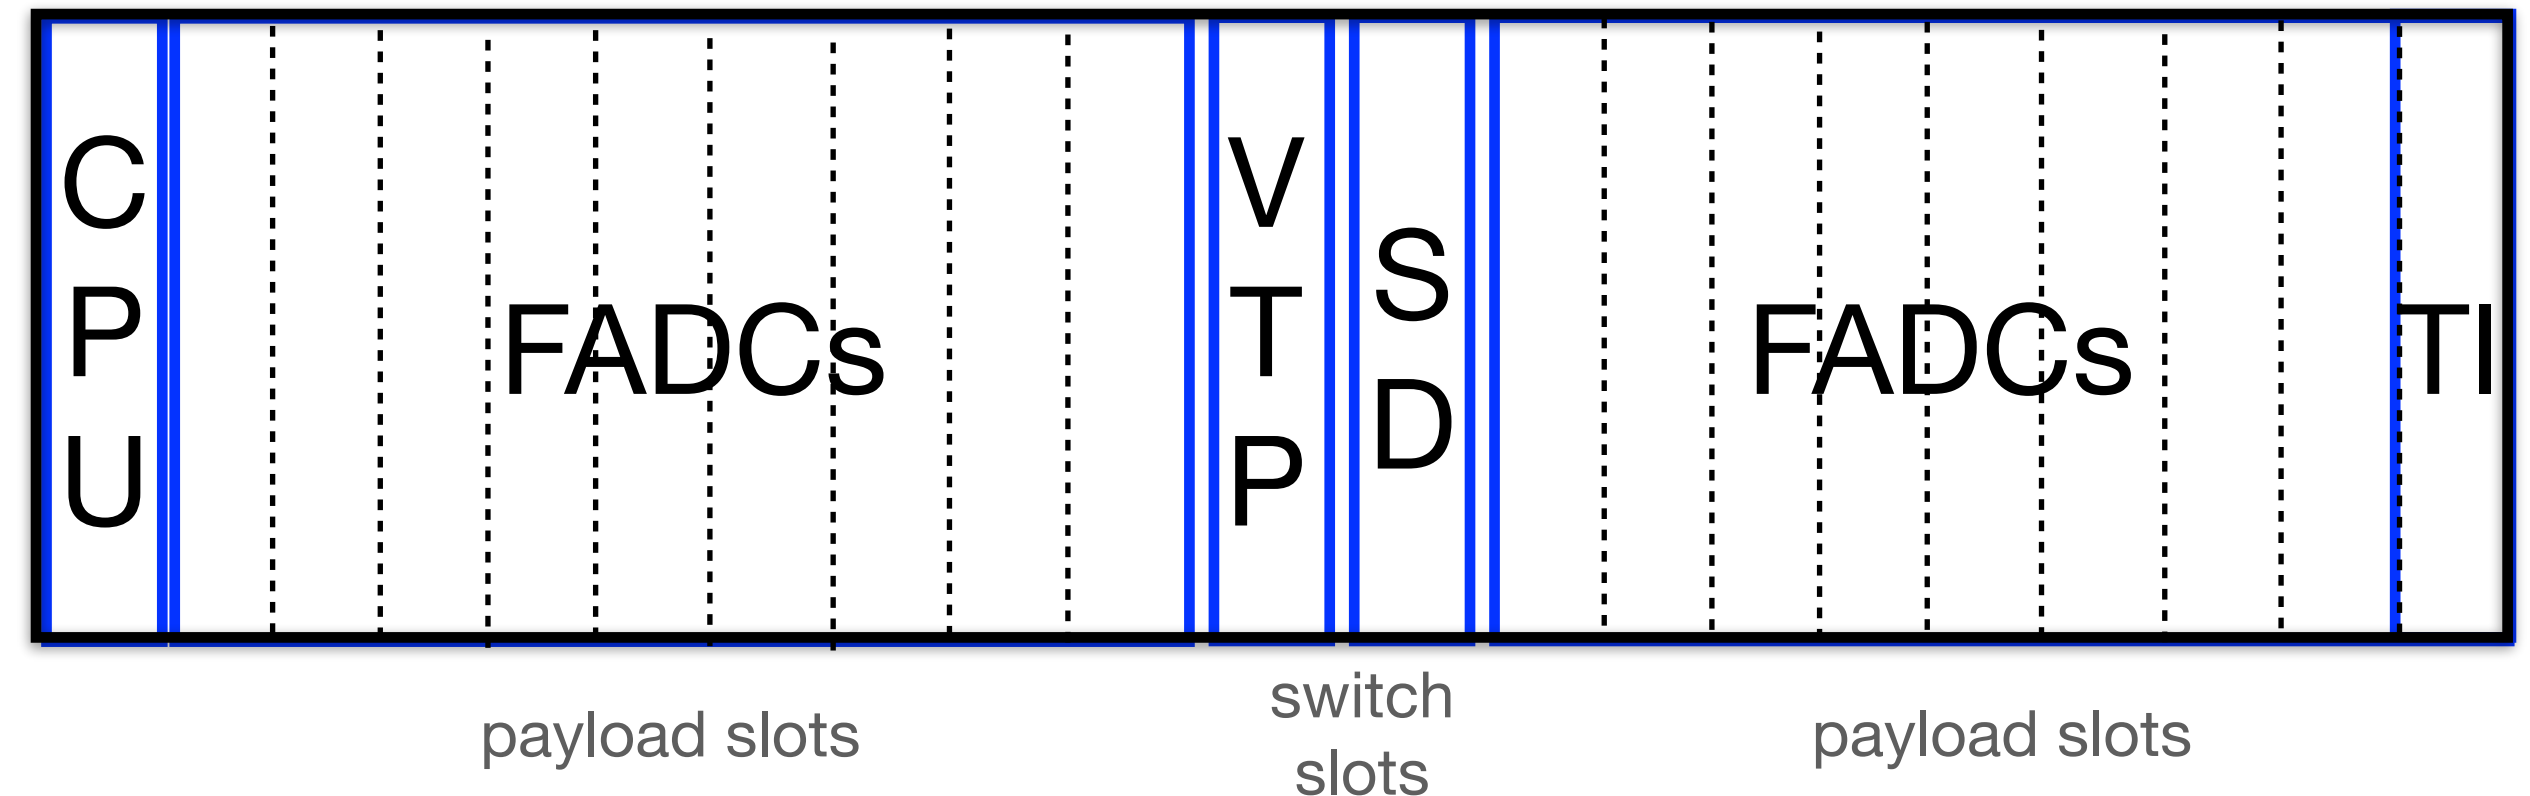 CPU
FADCs
VTP
SD
FADCs
TI
payload slots
switch
slots
payload slots